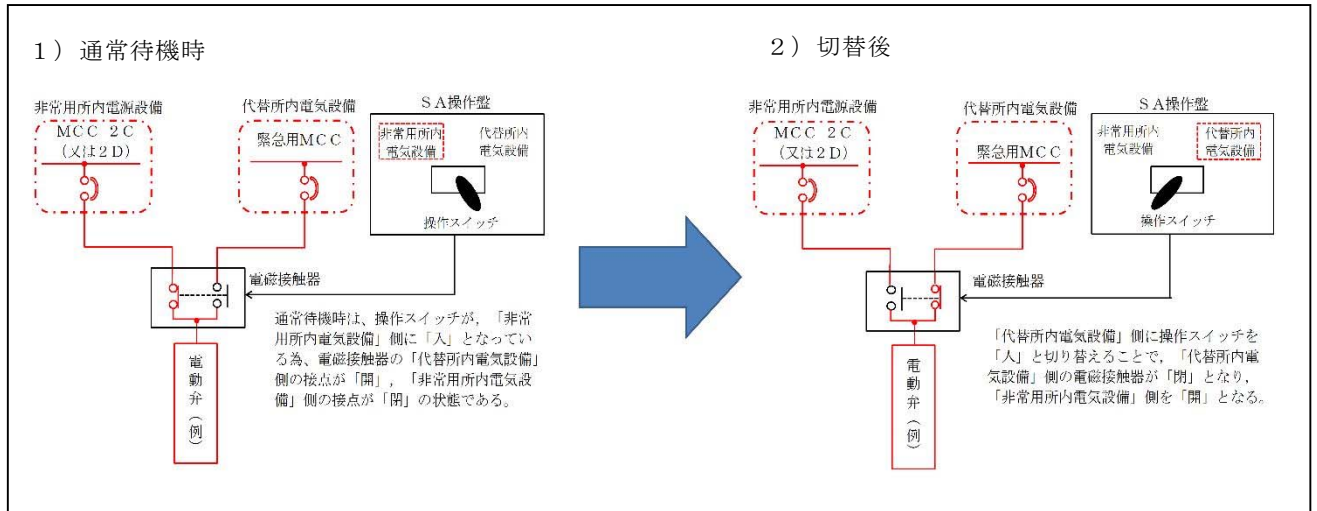 1）通常待機時
非常用所内電源設備
MCC 2C
(又は2D)
代替所内電気設備
緊急用MCC
SA操作盤
非常用所内
電気設備
代替所内
電気設備
操作スイッチ
電磁接触器
通常待機時は、操作スイッチが，「非常
用所内電気設備」側に「入」となってい
る為、電磁接触器の「代替所内電気設備」
側の接点が「開」，「非常用所内電気設
備」側の接点が「閉」の状態である。
電動弁（例）
2）切替後
非常用所内電源設備
MCC 2C
(又は2D)
代替所内電気設備
緊急用MCC
SA操作盤
非常用所内
電気設備
代替所内
電気設備
操作スイッチ
電磁接触器
「代替所内電気設備」側に操作スイッチを
「入」と切り替えることで，「代替所内電
気設備」側の電磁接触器が「閉」となり，
「非常用所内電気設備」側を「開」となる。
電動弁（例）